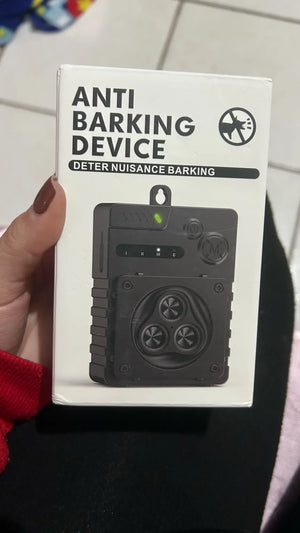 ANTI
BARKING
DEVICE
DETER NUISANCE BARKING